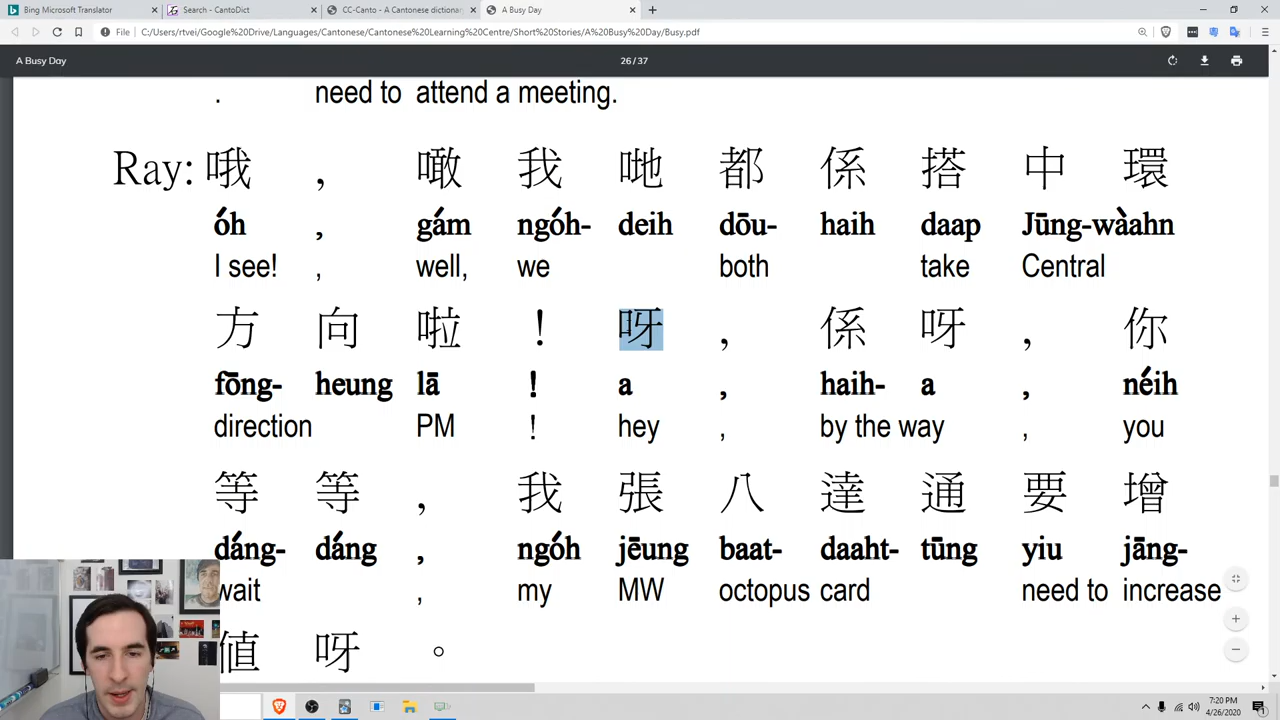 Bing Microsoft Translator
Search - CantoDict
CC-Canto - A Cantonese dictionary
A Busy Day
File C:/Users/rtvei/Google%20Drive/Languages/Cantonese/Cantonese%20Learning%20Centre/Short%20Stories/A%20Busy%20Day/Busy.pdf
A Busy Day 26 / 37
. need to attend a meeting.
Ray: 哦 , 噉 我 哋 都 係 搭 中 環
óh , gám ngóh- deih dōu- haih daap Jūng-wàahn
I see! , well, we both take Central
方 向 啦 ! 呀 , 係 呀 , 你
fōng- heung lā ! a , haih- a , néih
direction PM ! hey , by the way , you
等 等 , 我 張 八 達 通 要 增
dáng- dáng , ngóh jēung baat- daaht- tūng yiu jāng-
wait , my MW octopus card need to increase
值 呀 。
7:20 PM
4/26/2020